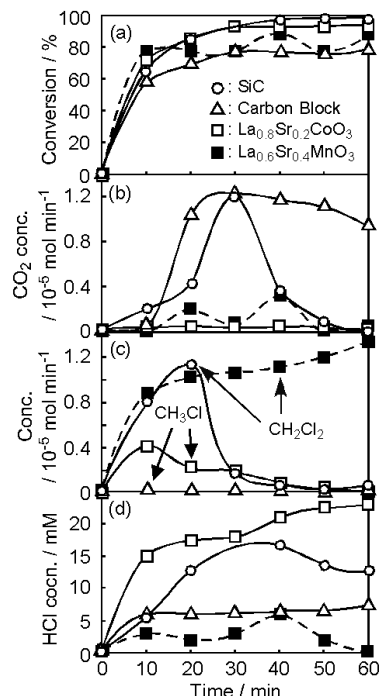 (a)
Conversion / %
100
80
60
40
20
0
: SiC
: Carbon Block
: La0.8Sr0.2CoO3
: La0.6Sr0.4MnO3
(b)
CO2 conc.
/ 10-5 mol min-1
1.2
0.8
0.4
0
(c)
Conc.
/ 10-5 mol min-1
1.2
0.8
0.4
0
CH3Cl
CH2Cl2
(d)
HCl cocn. / mM
20
15
10
5
0
0 10 20 30 40 50 60
Time / min